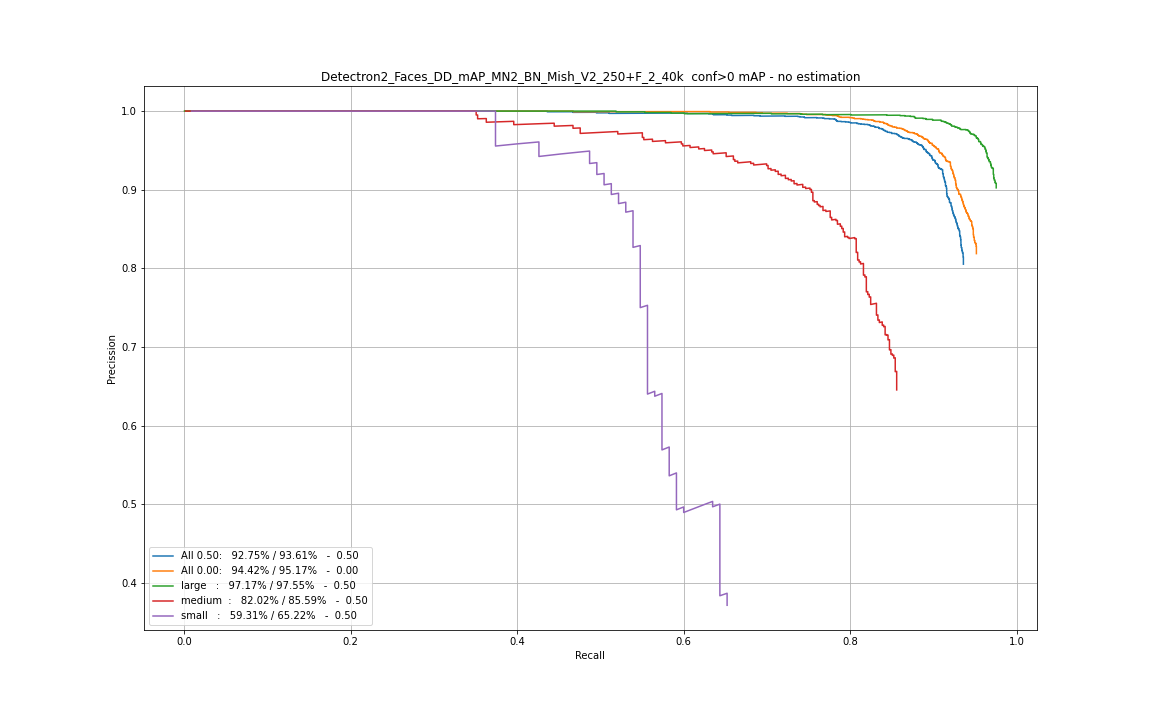 Detectron2_Faces_DD_mAP_MN2_BN_Mish_V2_250+F_2_40k  conf>0 mAP - no estimation
1.0
0.9
0.8
0.7
0.6
0.5
0.4
Precission
All 0.50:   92.75% / 93.61%   -  0.50
All 0.00:   94.42% / 95.17%   -  0.00
large   :   97.17% / 97.55%   -  0.50
medium  :   82.02% / 85.59%   -  0.50
small   :   59.31% / 65.22%   -  0.50
0.0 0.2 0.4 0.6 0.8 1.0
Recall